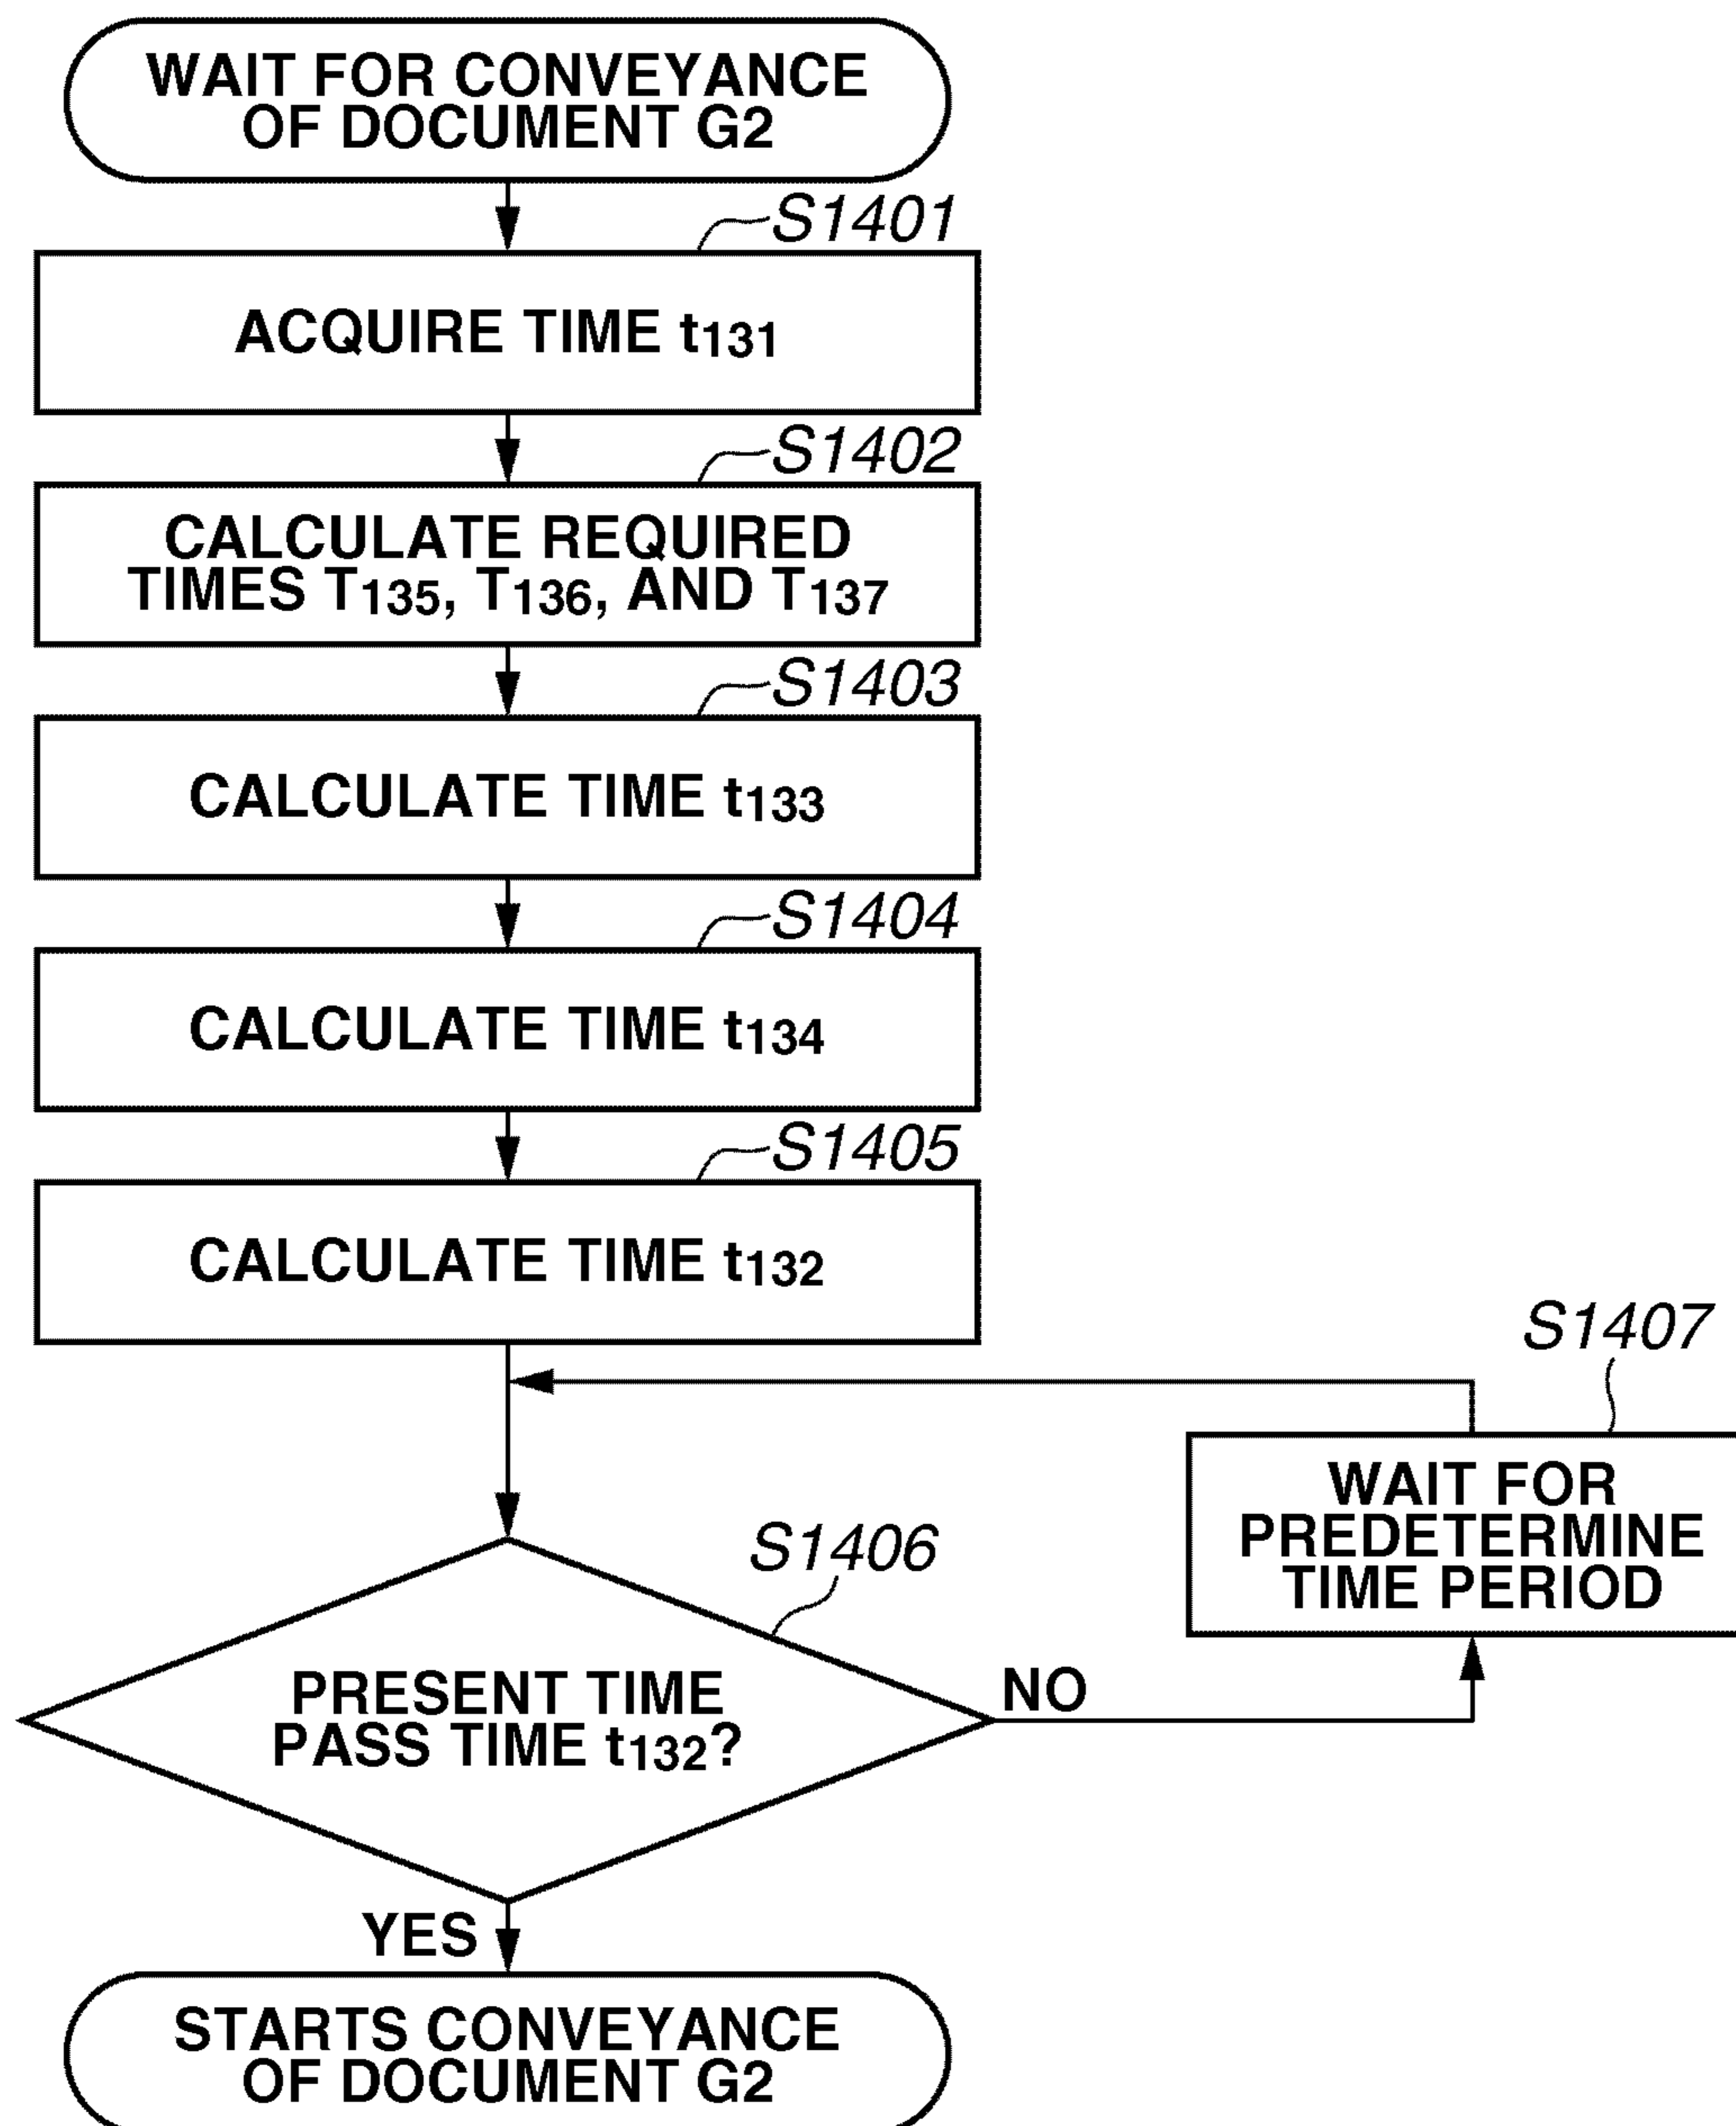 WAIT FOR CONVEYANCE
OF DOCUMENT G2
S1401
ACQUIRE TIME t131
S1402
CALCULATE REQUIRED
TIMES T135, T136, AND T137
S1403
CALCULATE TIME t133
S1404
CALCULATE TIME t134
S1405
CALCULATE TIME t132
S1407
WAIT FOR
PREDETERMINE
TIME PERIOD
S1406
PRESENT TIME
PASS TIME t132?
NO
YES
STARTS CONVEYANCE
OF DOCUMENT G2